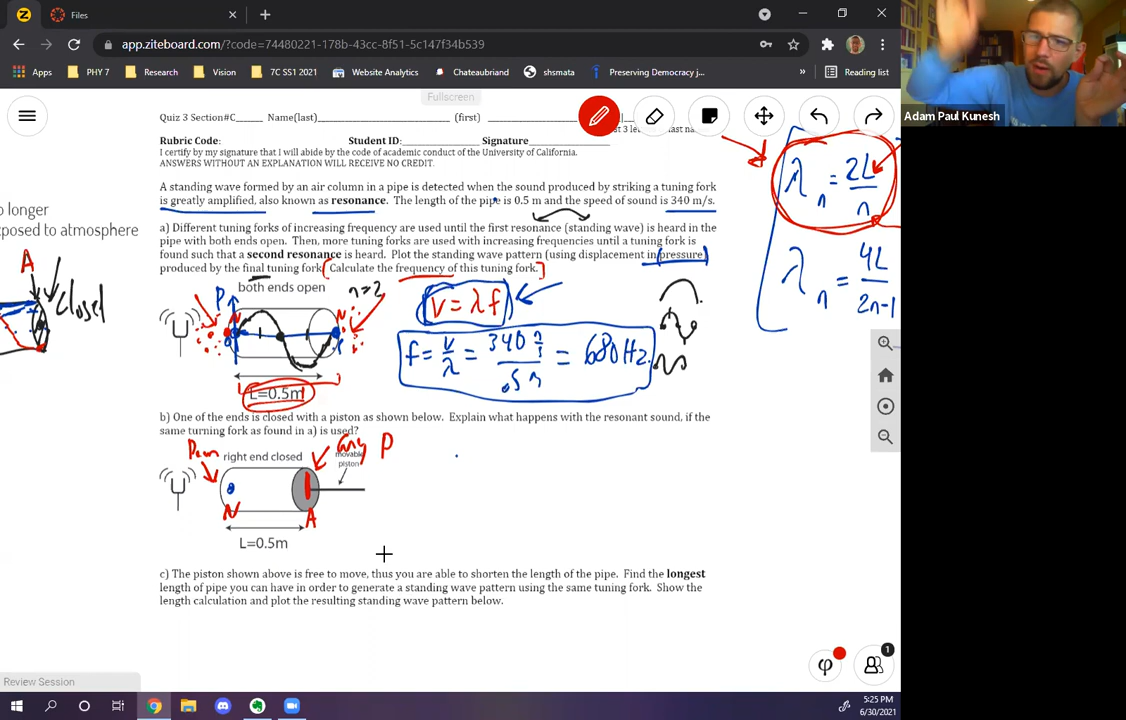 Files
app.ziteboard.com/?code=74480221-178b-43cc-8f51-5c147f34b539
Apps
PHY 7
Research
Vision
7C SS1 2021
Website Analytics
Chateaubriand
shsmata
Preserving Democracy j...
»
Reading list
Fullscreen
Adam Paul Kunesh
Quiz 3 Section#C_____ Name(last)____________________ (first)
Rubric Code: Student ID:______________ Signature______________
I certify by my signature that I will abide by the code of academic conduct of the University of California.
ANSWERS WITHOUT AN EXPLANATION WILL RECEIVE NO CREDIT.
A standing wave formed by an air column in a pipe is detected when the sound produced by striking a tuning fork
is greatly amplified, also known as resonance. The length of the pipe is 0.5 m and the speed of sound is 340 m/s.
a) Different tuning forks of increasing frequency are used until the first resonance (standing wave) is heard in the
pipe with both ends open. Then, more tuning forks are used with increasing frequencies until a tuning fork is
found such that a second resonance is heard. Plot the standing wave pattern (using displacement in pressure)
produced by the final tuning fork. Calculate the frequency of this tuning fork.
both ends open
n=2
P
N
N
L=0.5m
v = λf
f = v/λ = 340 m/s / .5m = 680 Hz.
λn = 2L/n
λn = 4L/2n-1
o longer
xposed to atmosphere
A
closed
b) One of the ends is closed with a piston as shown below. Explain what happens with the resonant sound, if the
same turning fork as found in a) is used?
right end closed
any P
movable
piston
N
A
L=0.5m
c) The piston shown above is free to move, thus you are able to shorten the length of the pipe. Find the longest
length of pipe you can have in order to generate a standing wave pattern using the same tuning fork. Show the
length calculation and plot the resulting standing wave pattern below.
Review Session
1
5:25 PM
6/30/2021